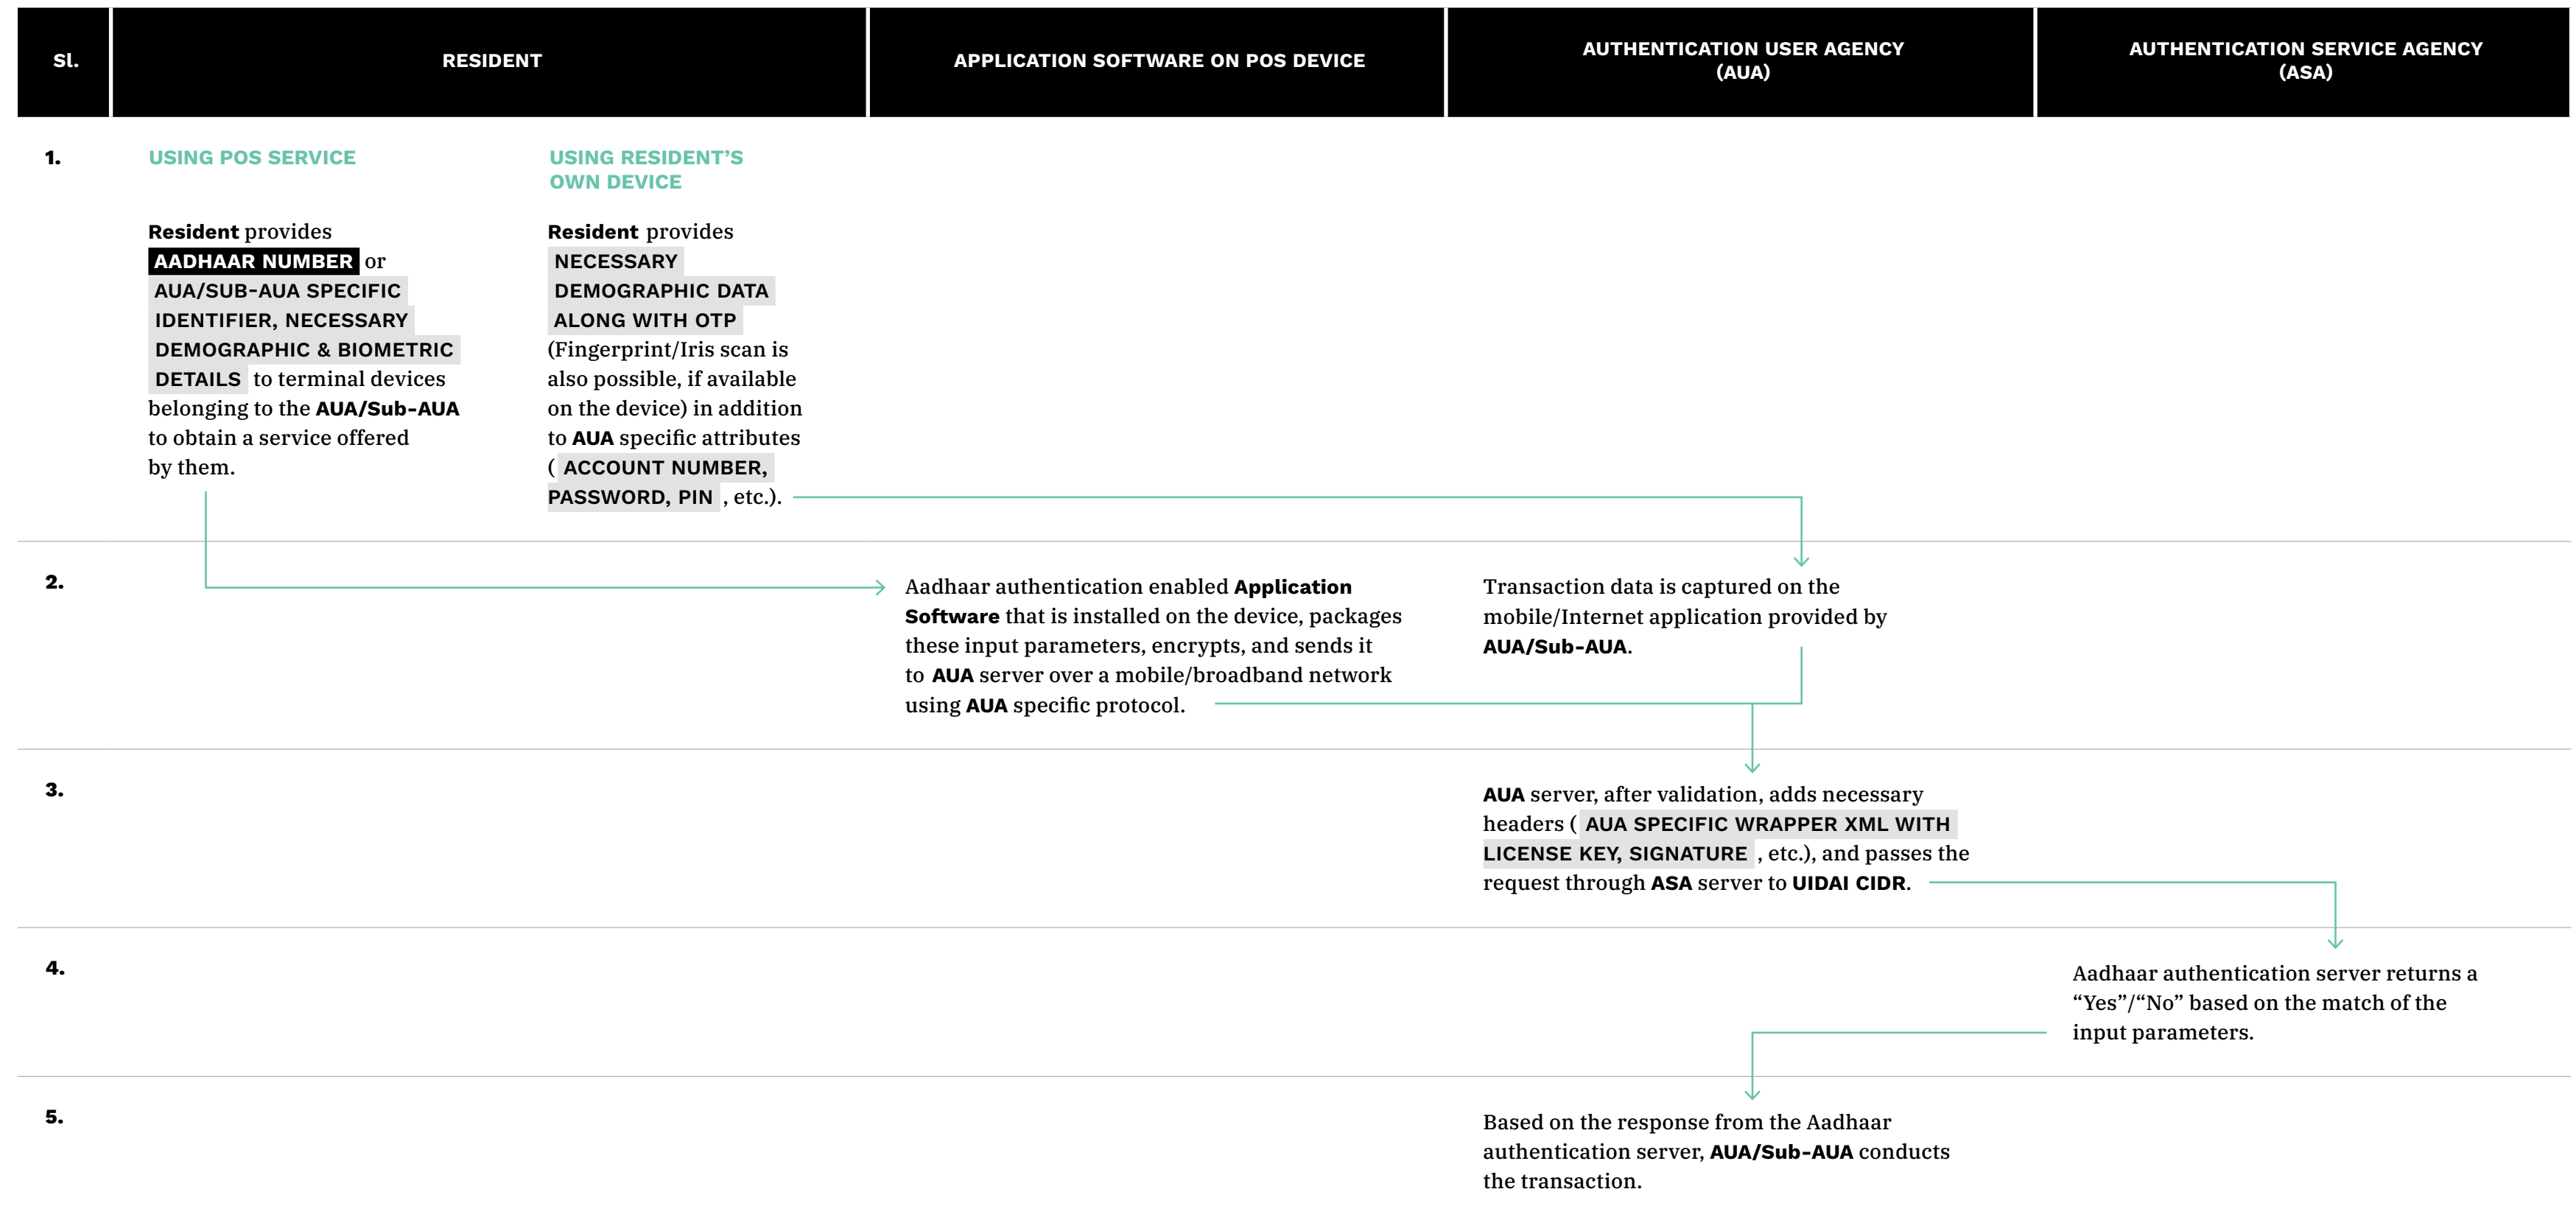 Sl.
RESIDENT
APPLICATION SOFTWARE ON POS DEVICE
AUTHENTICATION USER AGENCY
(AUA)
AUTHENTICATION SERVICE AGENCY
(ASA)
1.
USING POS SERVICE
Resident provides
AADHAAR NUMBER or
AUA/SUB-AUA SPECIFIC
IDENTIFIER, NECESSARY
DEMOGRAPHIC & BIOMETRIC
DETAILS to terminal devices
belonging to the AUA/Sub-AUA
to obtain a service offered
by them.
USING RESIDENT’S
OWN DEVICE
Resident provides
NECESSARY
DEMOGRAPHIC DATA
ALONG WITH OTP
(Fingerprint/Iris scan is
also possible, if available
on the device) in addition
to AUA specific attributes
( ACCOUNT NUMBER,
PASSWORD, PIN , etc.).
2.
Aadhaar authentication enabled Application
Software that is installed on the device, packages
these input parameters, encrypts, and sends it
to AUA server over a mobile/broadband network
using AUA specific protocol.
Transaction data is captured on the
mobile/Internet application provided by
AUA/Sub-AUA.
3.
AUA server, after validation, adds necessary
headers ( AUA SPECIFIC WRAPPER XML WITH
LICENSE KEY, SIGNATURE , etc.), and passes the
request through ASA server to UIDAI CIDR.
4.
Aadhaar authentication server returns a
“Yes”/“No” based on the match of the
input parameters.
5.
Based on the response from the Aadhaar
authentication server, AUA/Sub-AUA conducts
the transaction.